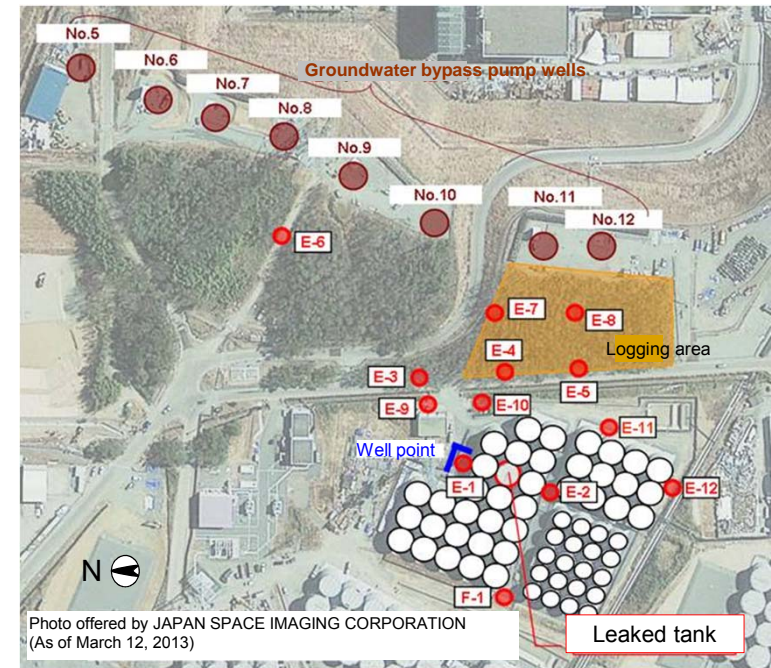 No.5
No.6
No.7
Groundwater bypass pump wells
No.8
No.9
No.10
No.11
No.12
E-6
E-7
E-8
E-4
Logging area
E-3
E-5
E-9
E-10
E-11
Well point
E-1
E-2
E-12
N
F-1
Photo offered by JAPAN SPACE IMAGING CORPORATION
(As of March 12, 2013)
Leaked tank